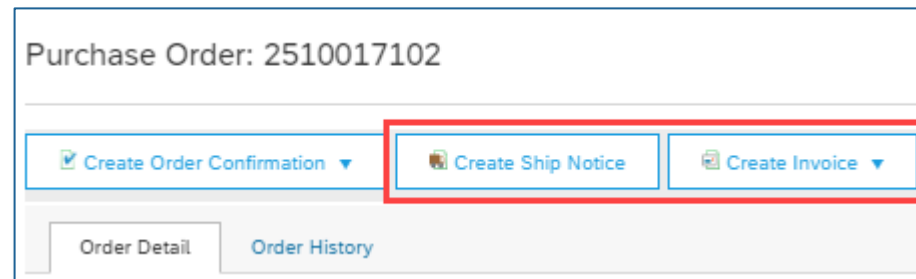 Purchase Order: 2510017102
Create Order Confirmation ▼ Create Ship Notice Create Invoice ▼
Order Detail Order History